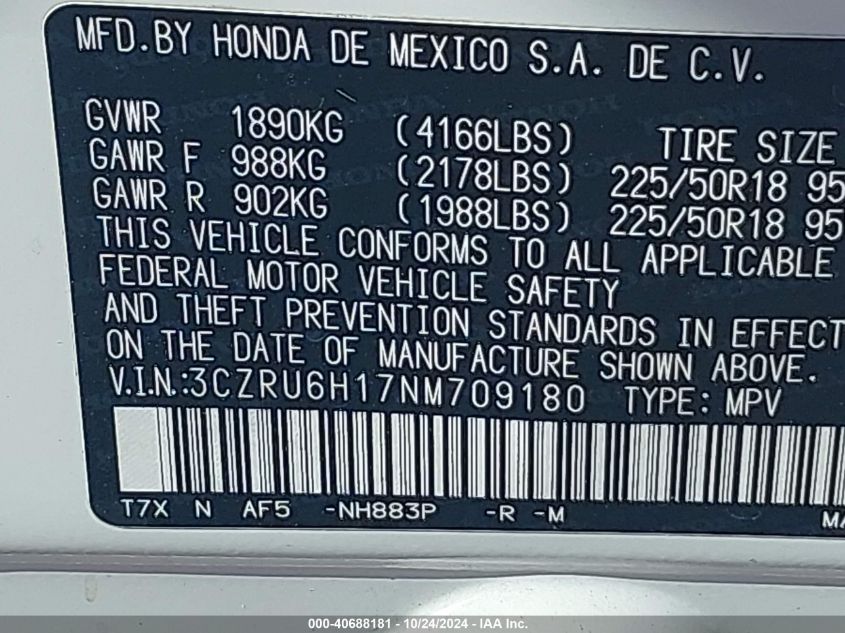 MFD.BY HONDA DE MEXICO S.A. DE C.V.
GVWR 1890KG (4166LBS) TIRE SIZE
GAWR F 988KG (2178LBS) 225/50R18 95
GAWR R 902KG (1988LBS) 225/50R18 95
THIS VEHICLE CONFORMS TO ALL APPLICABLE
FEDERAL MOTOR VEHICLE SAFETY
AND THEFT PREVENTION STANDARDS IN EFFECT
ON THE DATE OF MANUFACTURE SHOWN ABOVE.
V.I.N.:3CZRU6H17NM709180 TYPE: MPV
T7X N AF5 -NH883P -R -M
000-40688181 - 10/24/2024 - IAA Inc.